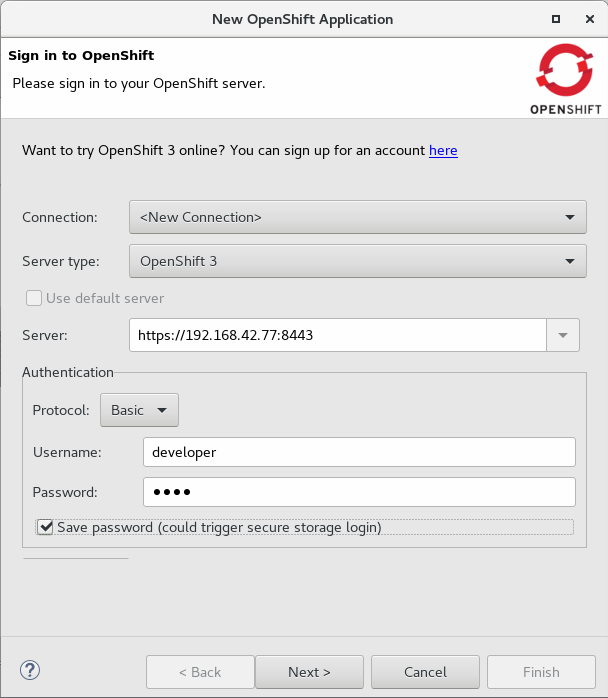 New OpenShift Application
Sign in to OpenShift
Please sign in to your OpenShift server.
OPENSHIFT
Want to try OpenShift 3 online? You can sign up for an account here
Connection: <New Connection>
Server type: OpenShift 3
Use default server
Server: https://192.168.42.77:8443
Authentication
Protocol: Basic
Username: developer
Password: ●●●●
Save password (could trigger secure storage login)
? < Back Next > Cancel Finish